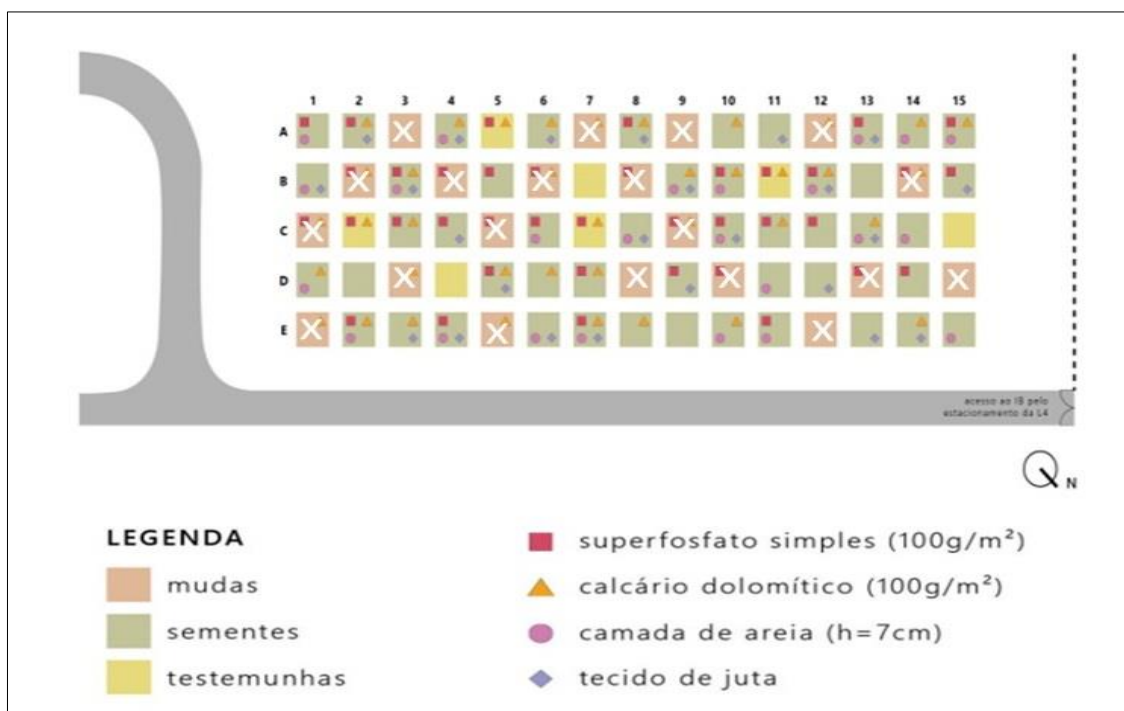 1 2 3 4 5 6 7 8 9 10 11 12 13 14 15
A
B
C
D
E
acesso ao IB pelo
estacionamento da L4
N
LEGENDA
mudas
sementes
testemunhas
superfosfato simples (100g/m²)
calcário dolomítico (100g/m²)
camada de areia (h=7cm)
tecido de juta